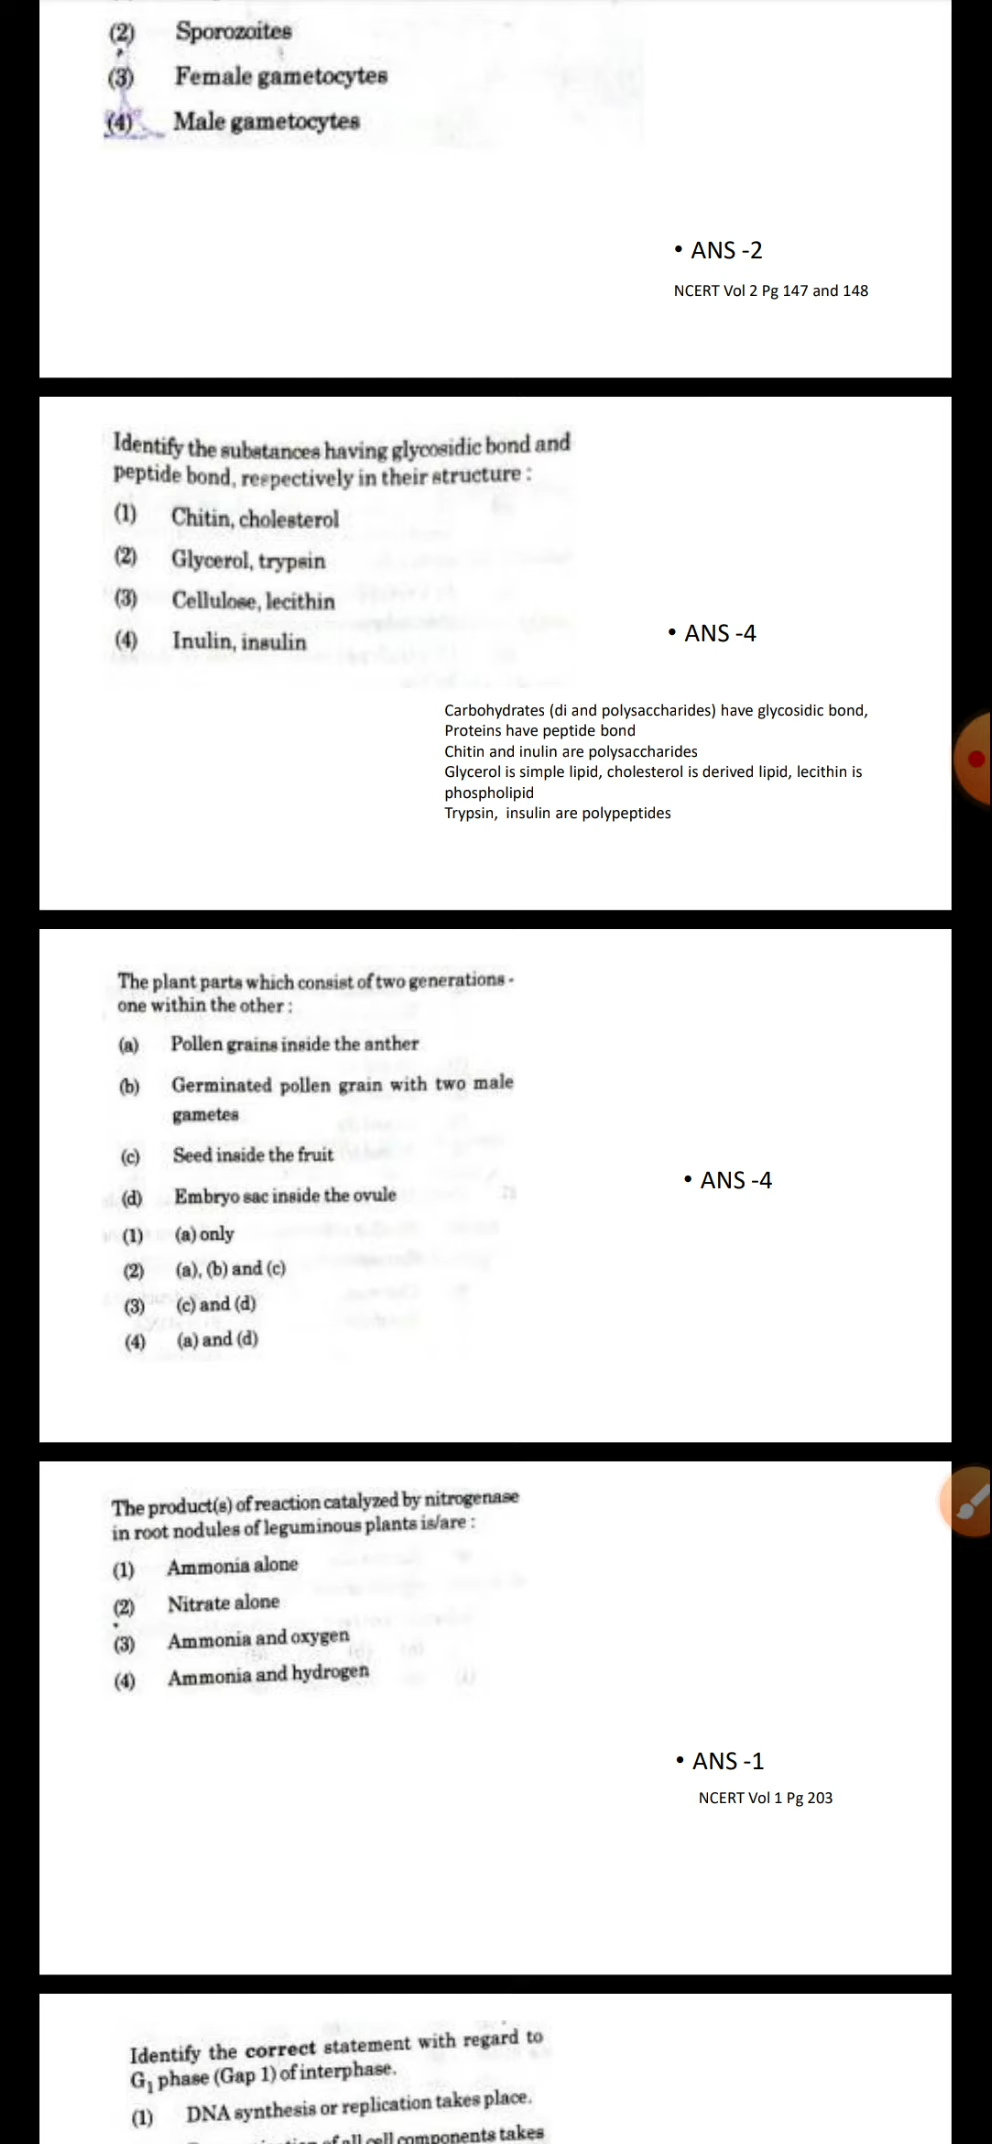 (2) Sporozoites
(3) Female gametocytes
(4) Male gametocytes
• ANS -2
NCERT Vol 2 Pg 147 and 148
Identify the substances having glycosidic bond and
peptide bond, respectively in their structure :
(1) Chitin, cholesterol
(2) Glycerol, trypsin
(3) Cellulose, lecithin
(4) Inulin, insulin
• ANS -4
Carbohydrates (di and polysaccharides) have glycosidic bond,
Proteins have peptide bond
Chitin and inulin are polysaccharides
Glycerol is simple lipid, cholesterol is derived lipid, lecithin is
phospholipid
Trypsin, insulin are polypeptides
The plant parts which consist of two generations -
one within the other :
(a) Pollen grains inside the anther
(b) Germinated pollen grain with two male
gametes
(c) Seed inside the fruit
(d) Embryo sac inside the ovule
(1) (a) only
(2) (a), (b) and (c)
(3) (c) and (d)
(4) (a) and (d)
• ANS -4
The product(s) of reaction catalyzed by nitrogenase
in root nodules of leguminous plants is/are :
(1) Ammonia alone
(2) Nitrate alone
(3) Ammonia and oxygen
(4) Ammonia and hydrogen
• ANS -1
NCERT Vol 1 Pg 203
Identify the correct statement with regard to
G₁ phase (Gap 1) of interphase.
(1) DNA synthesis or replication takes place.
of all cell components takes